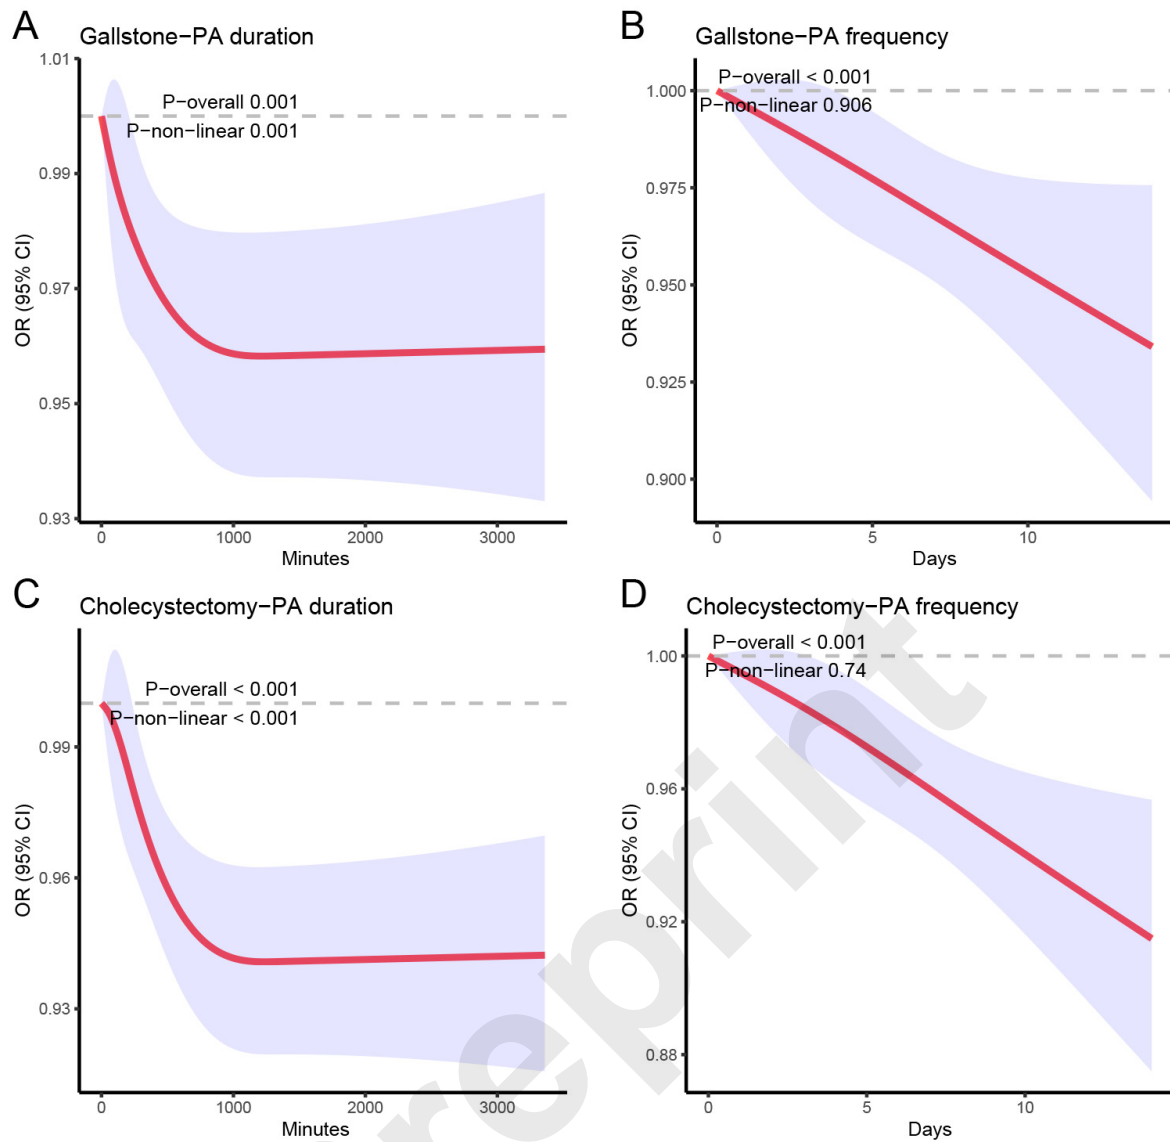 A
Gallstone−PA duration
1.01
0.99
0.97
0.95
0.93
OR (95% CI)
P−overall 0.001
P−non−linear 0.001
0
1000
2000
3000
Minutes
B
Gallstone−PA frequency
1.000
0.975
0.950
0.925
0.900
OR (95% CI)
P−overall < 0.001
P−non−linear 0.906
0
5
10
Days
C
Cholecystectomy−PA duration
0.99
0.96
0.93
OR (95% CI)
P−overall < 0.001
P−non−linear < 0.001
0
1000
2000
3000
Minutes
D
Cholecystectomy−PA frequency
1.00
0.96
0.92
0.88
OR (95% CI)
P−overall < 0.001
P−non−linear 0.74
0
5
10
Days
reprint